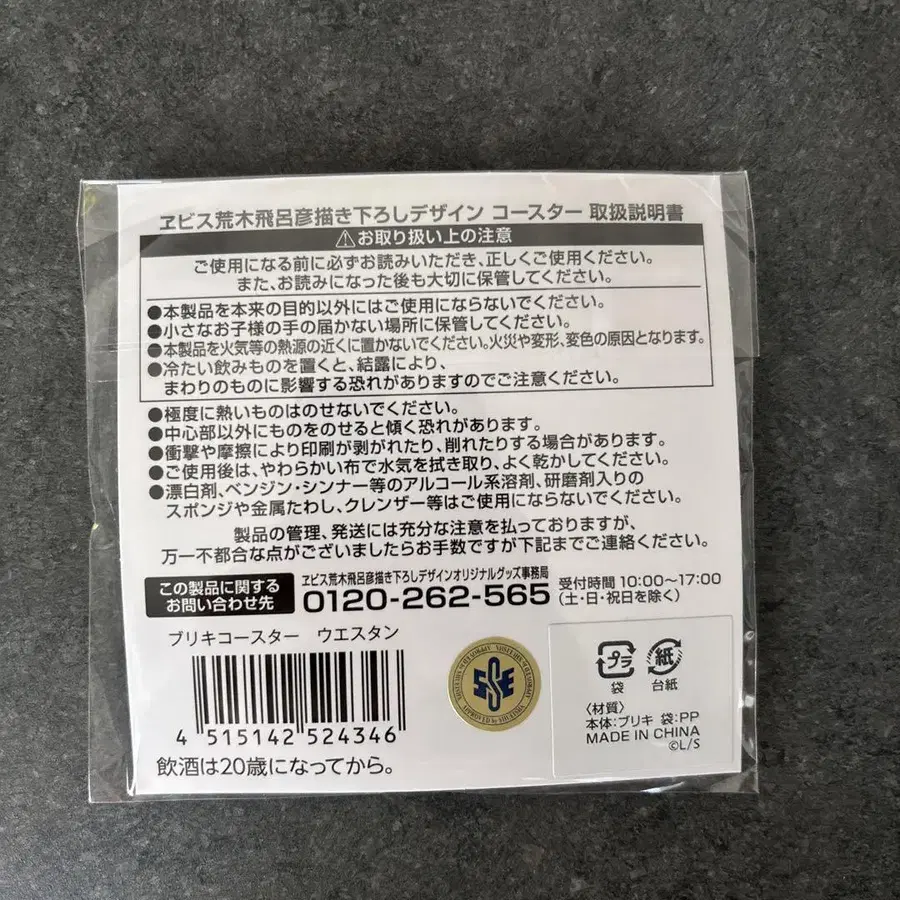 ヱビス荒木飛呂彦描き下ろしデザイン コースター 取扱説明書
⚠お取り扱い上の注意
ご使用になる前に必ずお読みいただき、正しくご使用ください。
また、お読みになった後も大切に保管してください。
●本製品を本来の目的以外にはご使用にならないでください。
●小さなお子様の手の届かない場所に保管してください。
●本製品を火気等の熱源の近くに置かないでください。火災や変形、変色の原因となります。
●冷たい飲みものを置くと、結露により、
まわりのものに影響する恐れがありますのでご注意ください。
●極度に熱いものはのせないでください。
●中心部以外にものをのせると傾く恐れがあります。
●衝撃や摩擦により印刷が剥がれたり、削れたりする場合があります。
●ご使用後は、やわらかい布で水気を拭き取り、よく乾かしてください。
●漂白剤、ベンジン・シンナー等のアルコール系溶剤、研磨剤入りの
スポンジや金属たわし、クレンザー等はご使用にならないでください。
製品の管理、発送には充分な注意を払っておりますが、
万一不都合な点がございましたらお手数ですが下記までご連絡ください。
この製品に関する
お問い合わせ先
ヱビス荒木飛呂彦描き下ろしデザインオリジナルグッズ事務局
0120-262-565
受付時間 10:00~17:00
(土・日・祝日を除く)
ブリキコースター ウエスタン
4 515142 524346
飲酒は20歳になってから。
SSE
APPROVED by SHUEISHA
プラ
袋
紙
台紙
〈材質〉
本体:ブリキ 袋:PP
MADE IN CHINA
©L/S